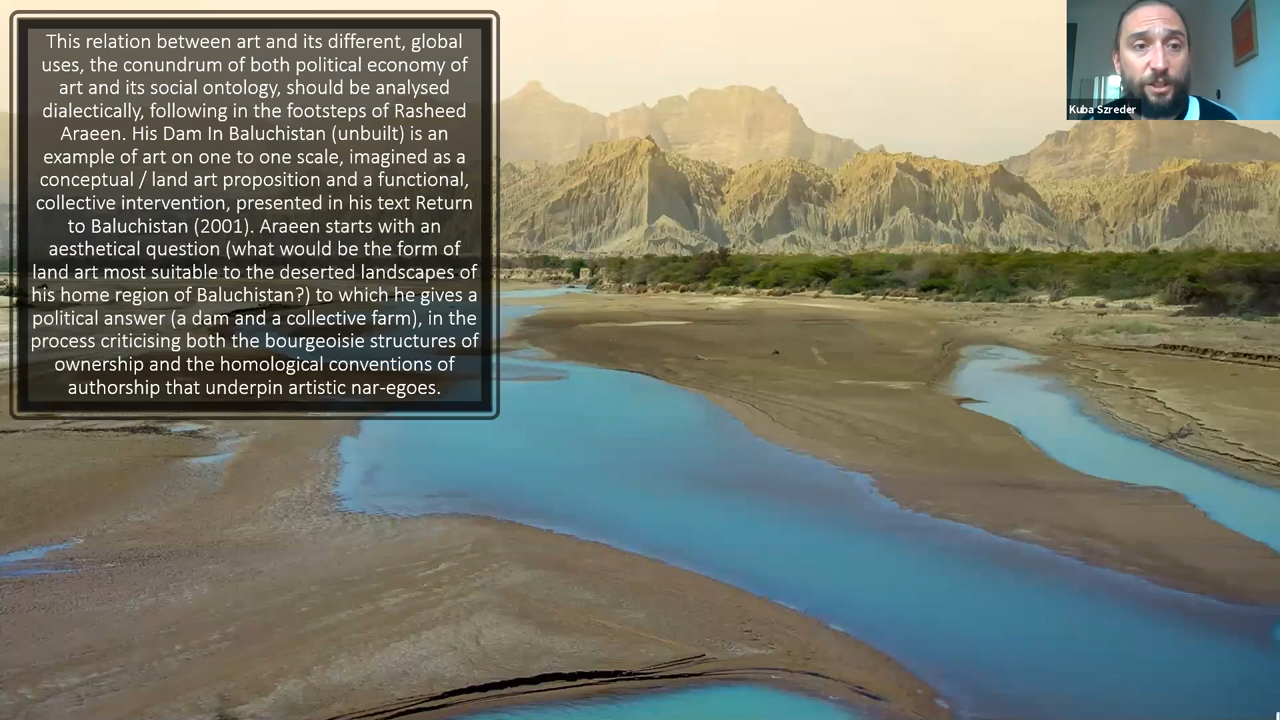 This relation between art and its different, global
uses, the conundrum of both political economy of
art and its social ontology, should be analysed
dialectically, following in the footsteps of Rasheed
Araeen. His Dam In Baluchistan (unbuilt) is an
example of art on one to one scale, imagined as a
conceptual / land art proposition and a functional,
collective intervention, presented in his text Return
to Baluchistan (2001). Araeen starts with an
aesthetical question (what would be the form of
land art most suitable to the deserted landscapes of
his home region of Baluchistan?) to which he gives a
political answer (a dam and a collective farm), in the
process criticising both the bourgeoisie structures of
ownership and the homological conventions of
authorship that underpin artistic nar-egoes.
Kuba Szreder